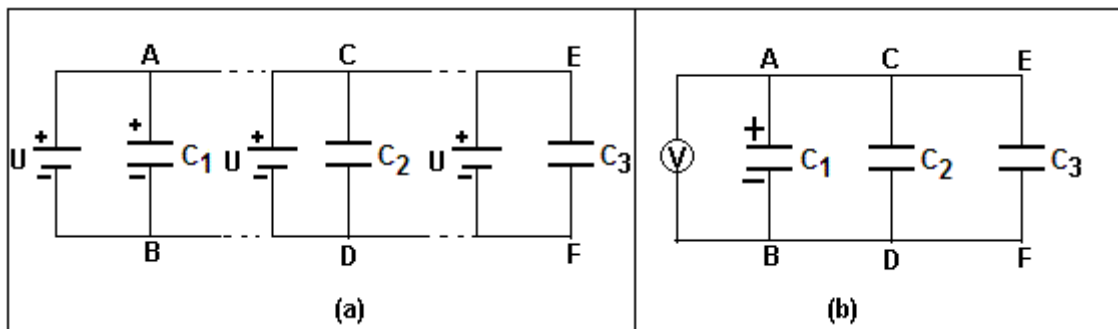 A C E A C E
+ + + + +
U C1 U C2 U C3 V C1 C2 C3
- - - - -
B D F B D F
(a) (b)